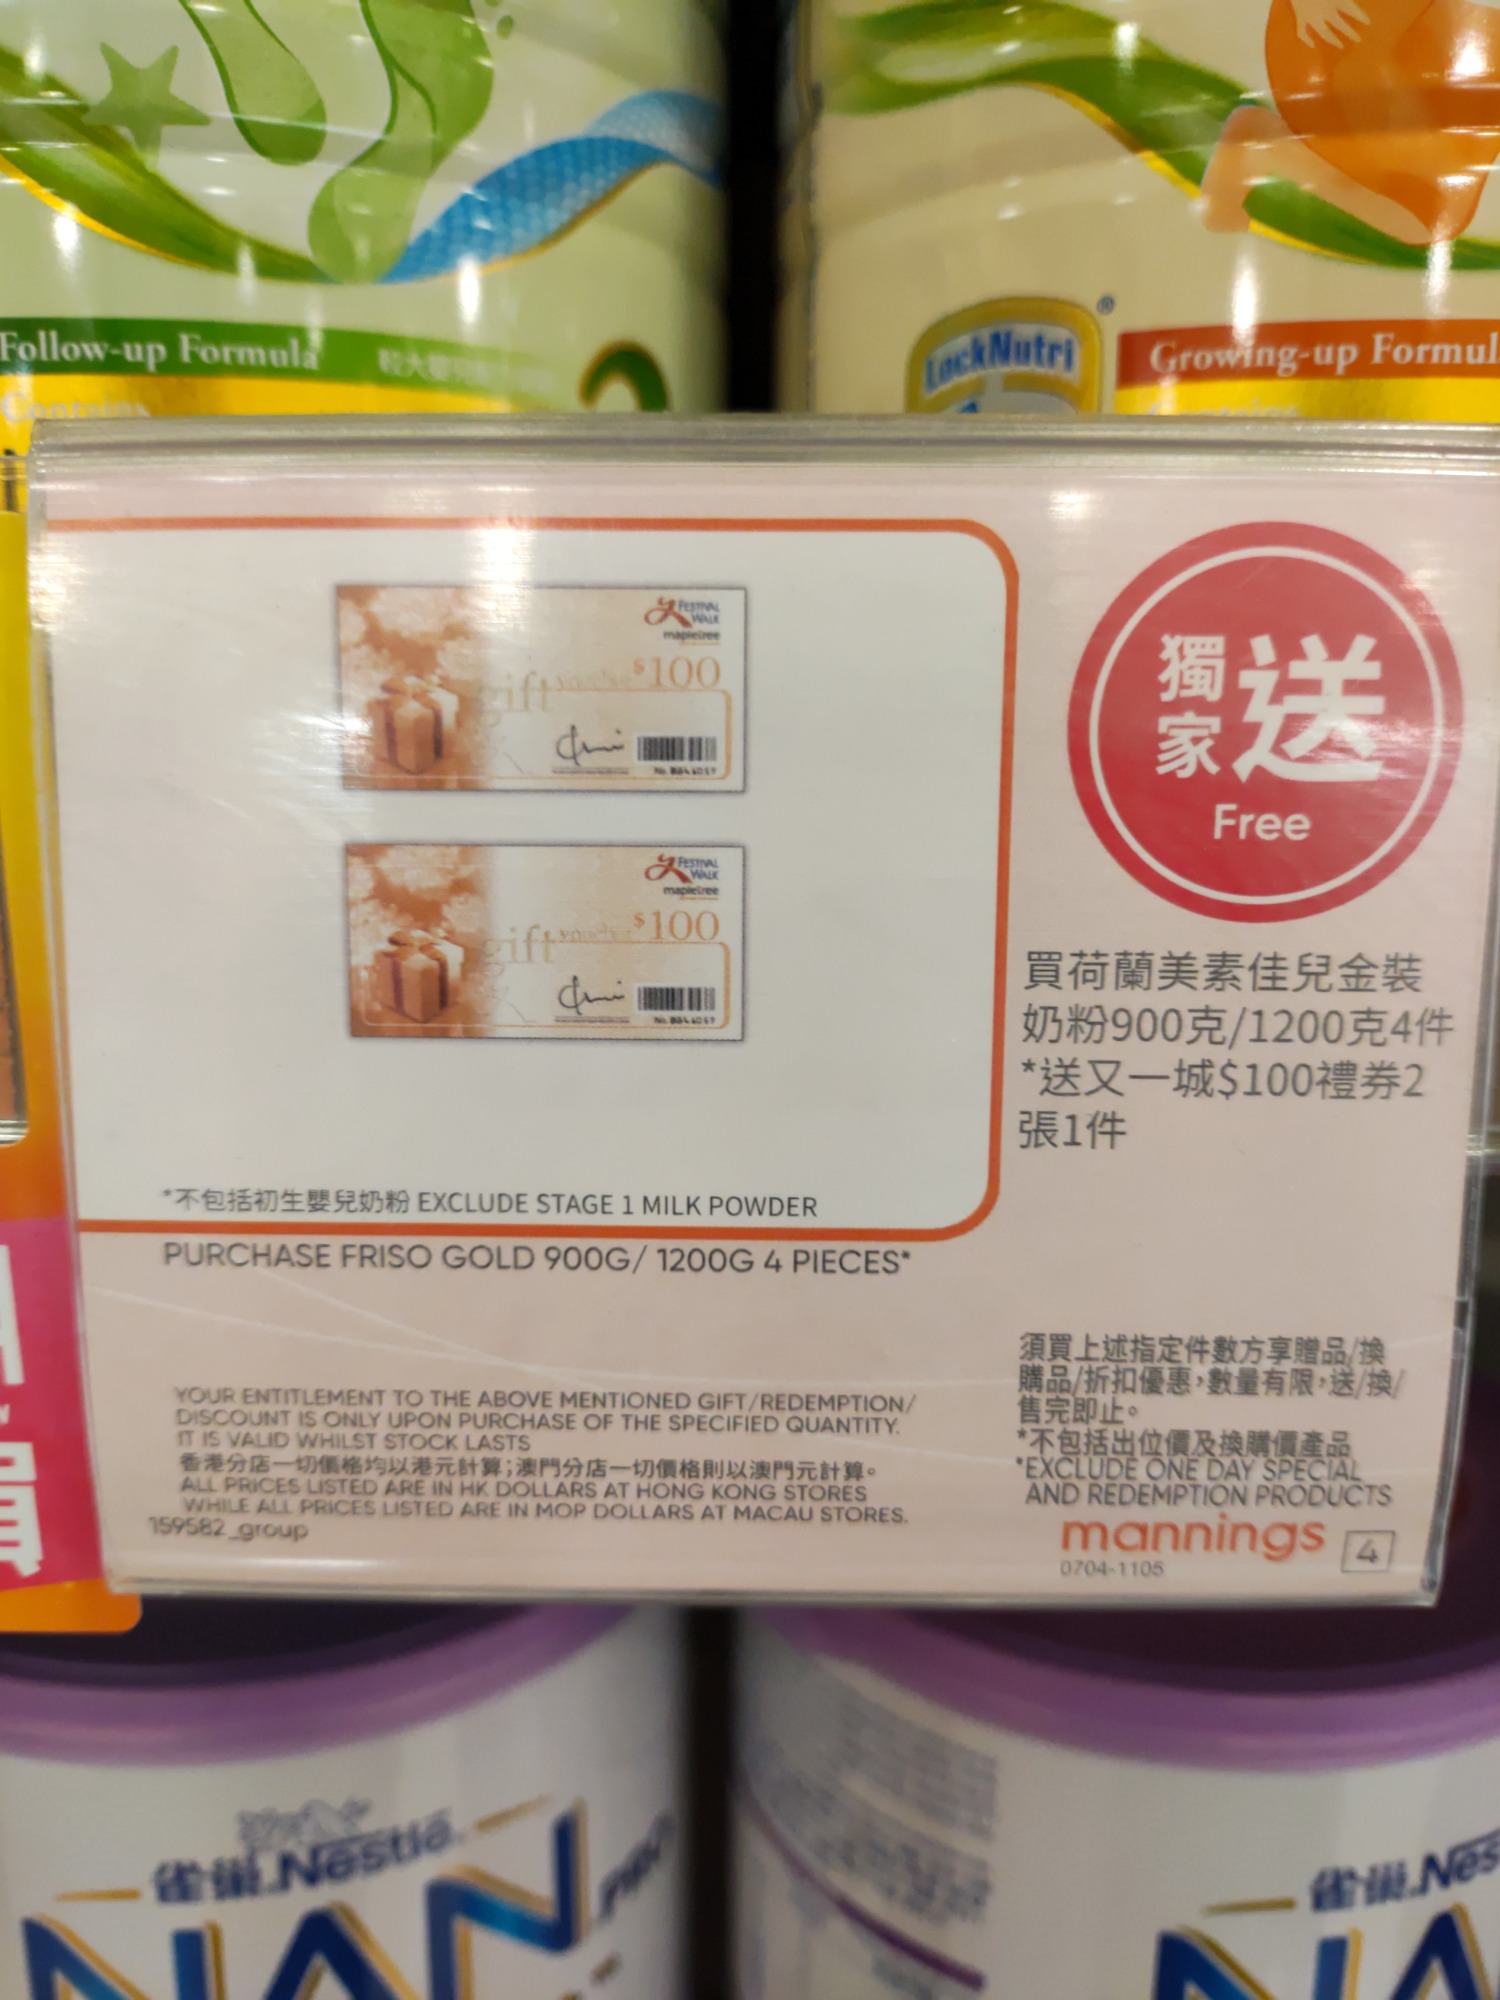 Follow-up Formula
LockNutri®
Growing-up Formul
FESTIVAL
WALK
mapletree
gift voucher $100
FESTIVAL
WALK
mapletree
gift voucher $100
獨家送
Free
買荷蘭美素佳兒金裝
奶粉900克/1200克4件
*送又一城$100禮券2
張1件
*不包括初生嬰兒奶粉 EXCLUDE STAGE 1 MILK POWDER
PURCHASE FRISO GOLD 900G/ 1200G 4 PIECES*
YOUR ENTITLEMENT TO THE ABOVE MENTIONED GIFT/REDEMPTION/
DISCOUNT IS ONLY UPON PURCHASE OF THE SPECIFIED QUANTITY.
IT IS VALID WHILST STOCK LASTS
香港分店一切價格均以港元計算;澳門分店一切價格則以澳門元計算。
ALL PRICES LISTED ARE IN HK DOLLARS AT HONG KONG STORES
WHILE ALL PRICES LISTED ARE IN MOP DOLLARS AT MACAU STORES.
159582_group
須買上述指定件數方享贈品/換
購品/折扣優惠,數量有限,送/換/
售完即止。
*不包括出位價及換購價產品
*EXCLUDE ONE DAY SPECIAL
AND REDEMPTION PRODUCTS
mannings 4
0704-1105
雀巢.Nestlé
NAN
雀巢.Nes
NA